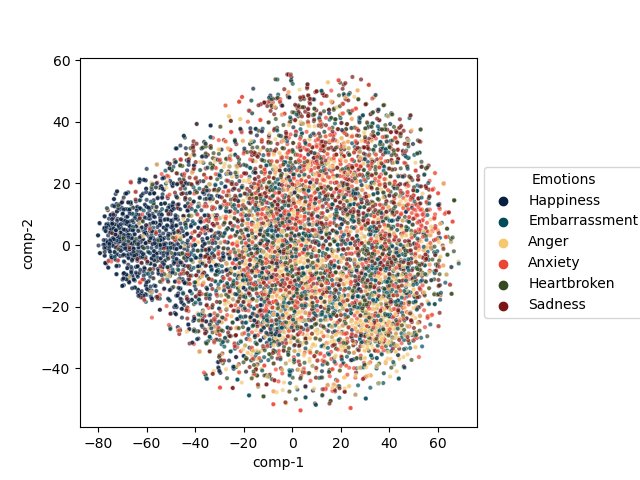 60
40
20
0
−20
−40
comp-2
−80
−60
−40
−20
0
20
40
60
comp-1
Emotions
Happiness
Embarrassment
Anger
Anxiety
Heartbroken
Sadness